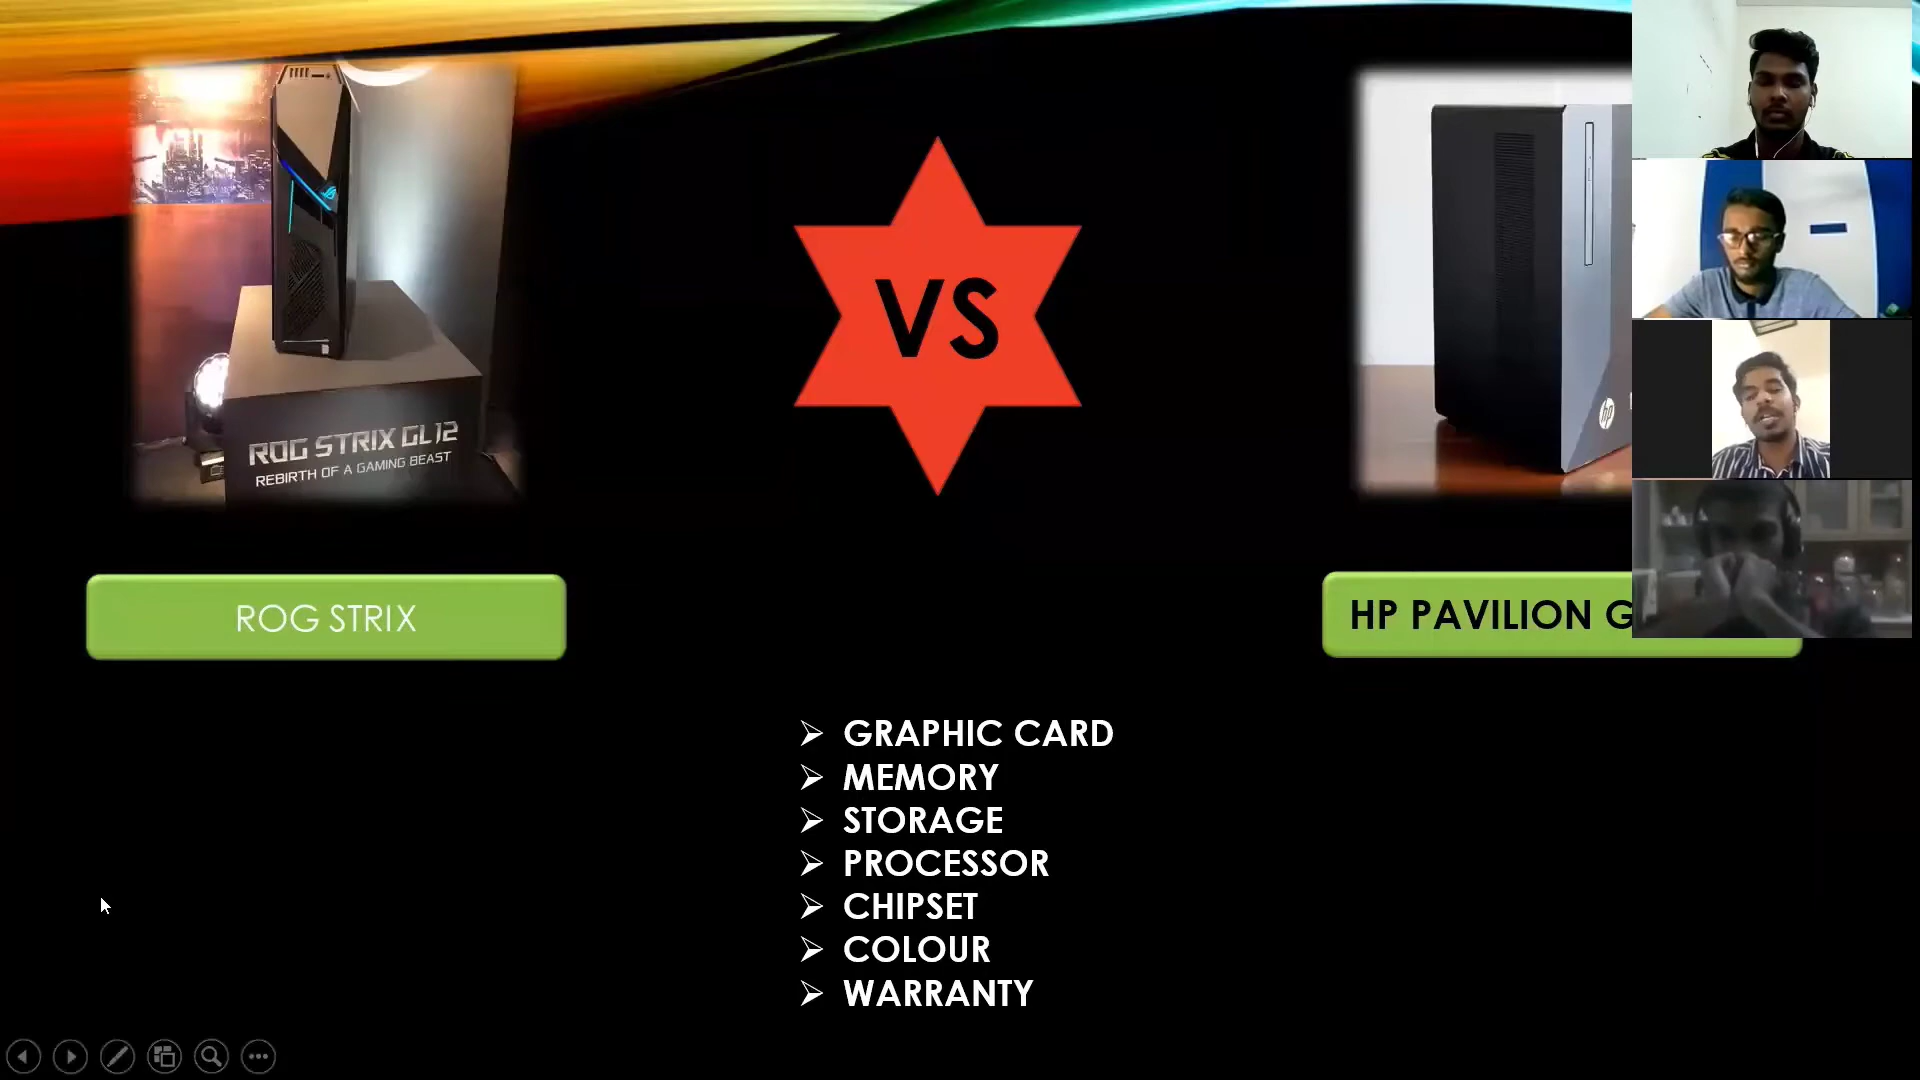 ROG STRIX GL12
REBIRTH OF A GAMING BEAST
VS
hp
ROG STRIX
HP PAVILION G
GRAPHIC CARD
MEMORY
STORAGE
PROCESSOR
CHIPSET
COLOUR
WARRANTY